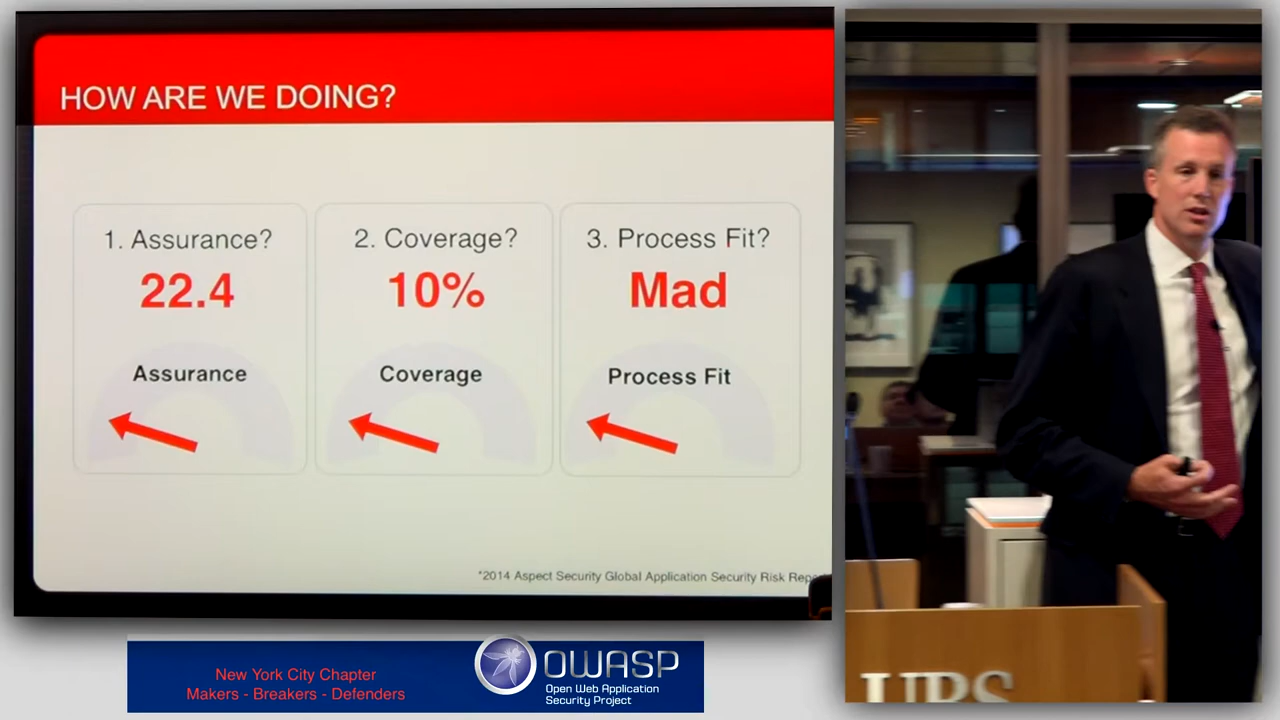 HOW ARE WE DOING?
1. Assurance?
22.4
Assurance
2. Coverage?
10%
Coverage
3. Process Fit?
Mad
Process Fit
*2014 Aspect Security Global Application Security Risk
New York City Chapter
Makers - Breakers - Defenders
OWASP
Open Web Application
Security Project
UBS